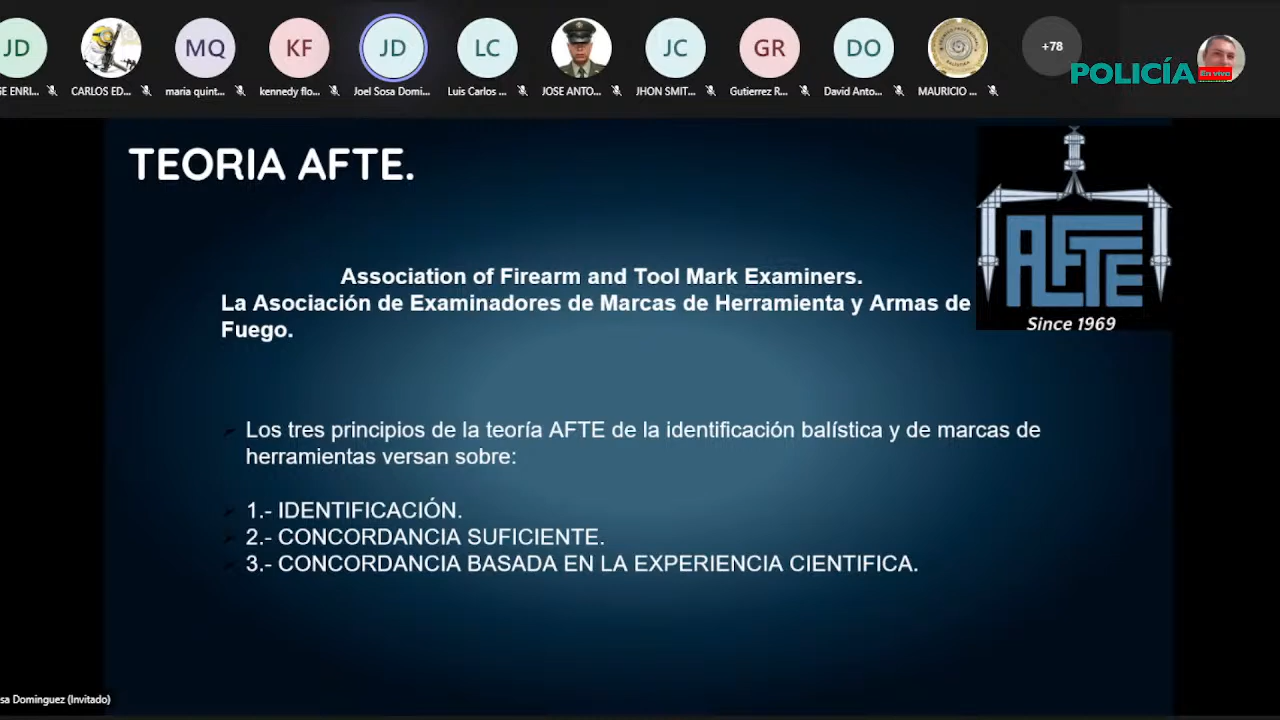 JD
MQ
KF
JD
LC
JC
GR
DO
+78
POLICÍA En vivo
GE ENRI...
CARLOS ED...
maria quint...
kennedy flo...
Joel Sosa Domi...
Luis Carlos ...
JOSE ANTO...
JHON SMIT...
Gutierrez R...
David Anto...
MAURICIO ...
TEORIA AFTE.
AFTE
Since 1969
Association of Firearm and Tool Mark Examiners.
La Asociación de Examinadores de Marcas de Herramienta y Armas de
Fuego.
Los tres principios de la teoría AFTE de la identificación balística y de marcas de
herramientas versan sobre:
1.- IDENTIFICACIÓN.
2.- CONCORDANCIA SUFICIENTE.
3.- CONCORDANCIA BASADA EN LA EXPERIENCIA CIENTIFICA.
sa Dominguez (Invitado)